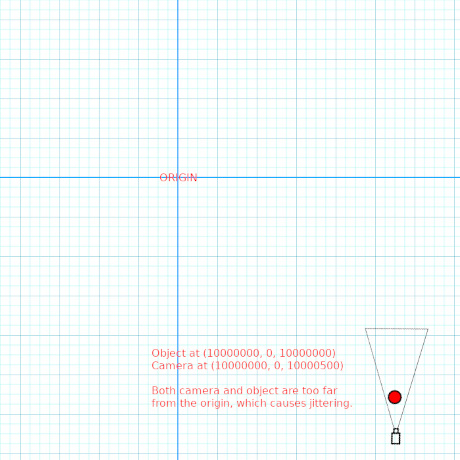 ORIGIN
Object at (10000000, 0, 10000000)
Camera at (10000000, 0, 10000500)
Both camera and object are too far
from the origin, which causes jittering.